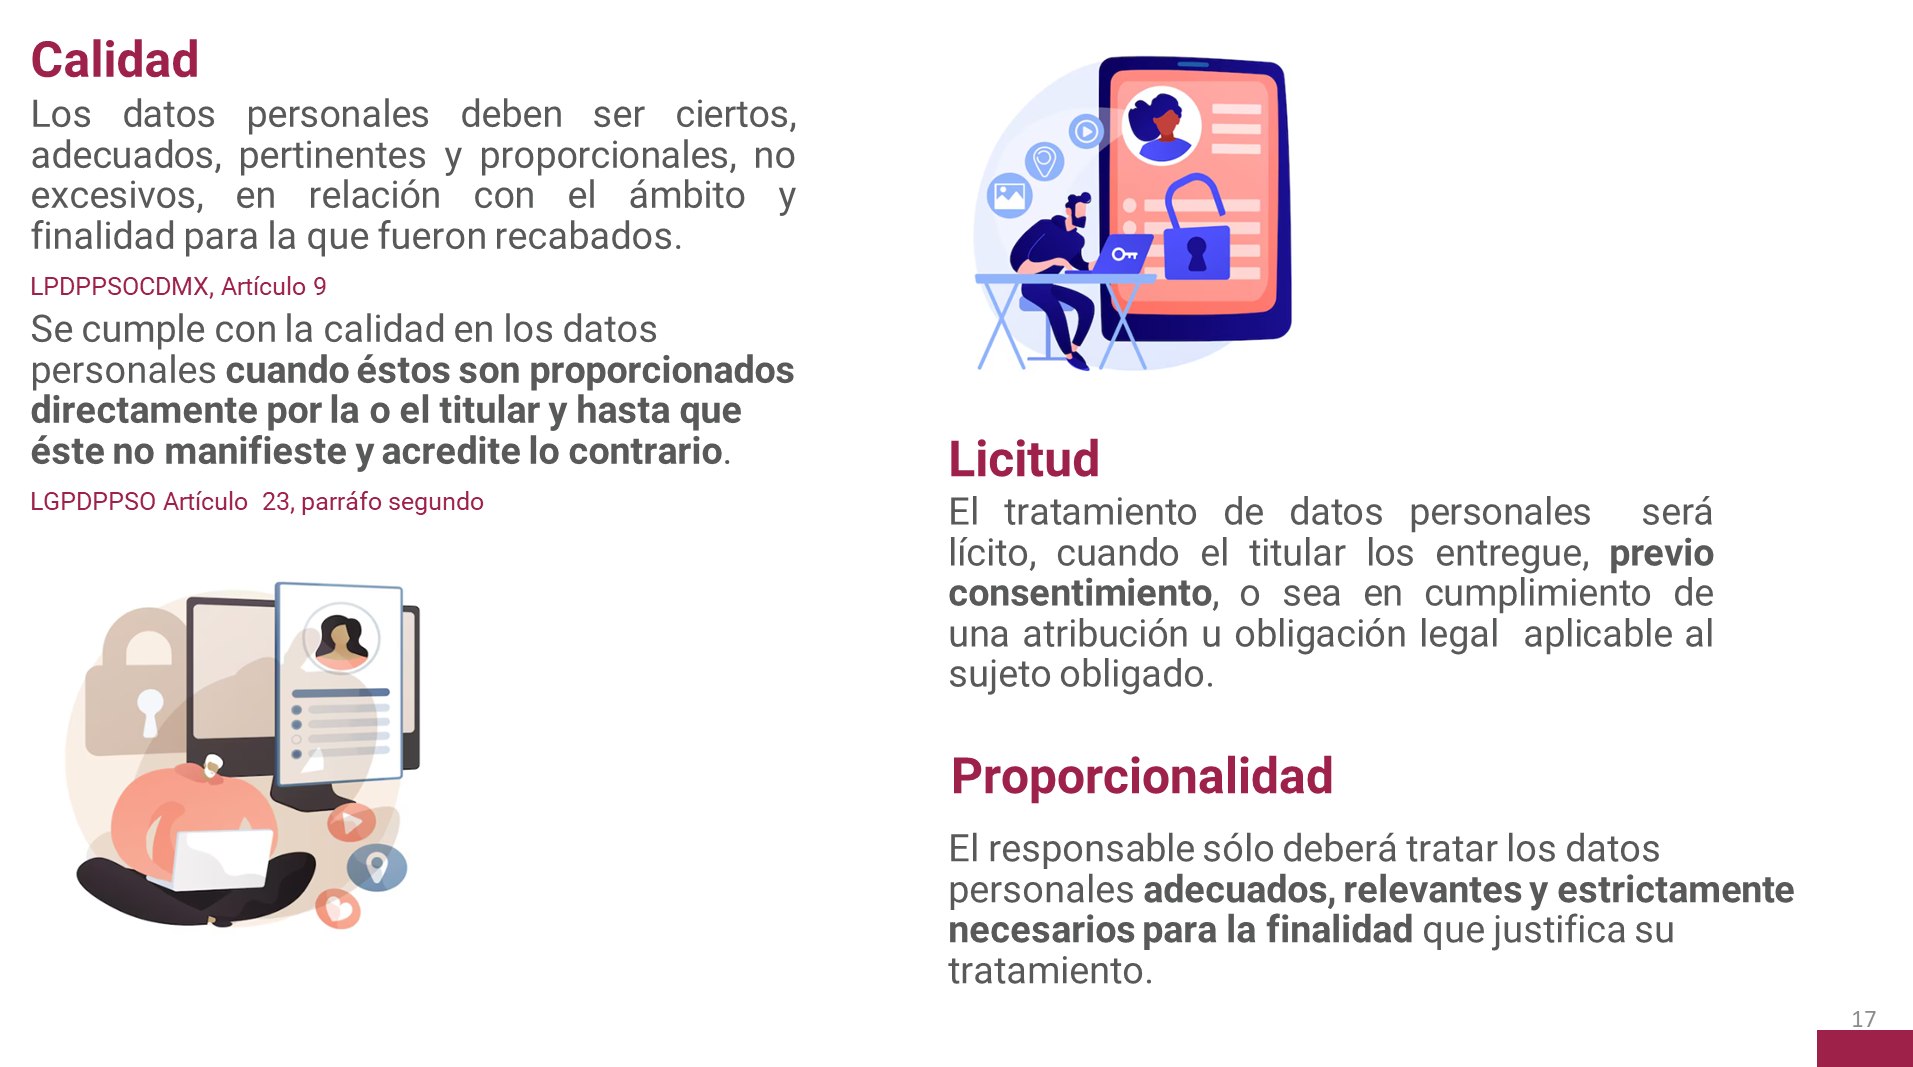 Calidad
Los datos personales deben ser ciertos,
adecuados, pertinentes y proporcionales, no
excesivos, en relación con el ámbito y
finalidad para la que fueron recabados.
LPDPPSOCDMX, Artículo 9
Se cumple con la calidad en los datos
personales cuando éstos son proporcionados
directamente por la o el titular y hasta que
éste no manifieste y acredite lo contrario.
LGPDPPSO Artículo 23, parráfo segundo
Licitud
El tratamiento de datos personales será
lícito, cuando el titular los entregue, previo
consentimiento, o sea en cumplimiento de
una atribución u obligación legal aplicable al
sujeto obligado.
Proporcionalidad
El responsable sólo deberá tratar los datos
personales adecuados, relevantes y estrictamente
necesarios para la finalidad que justifica su
tratamiento.
17